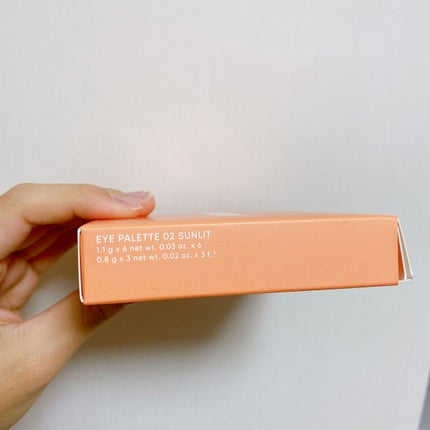 EYE PALETTE 02 SUNLIT
1.1 g x 6 net wt. 0.03 oz. x 6
0.8 g x 3 net wt. 0.02 oz. x 3 ℮